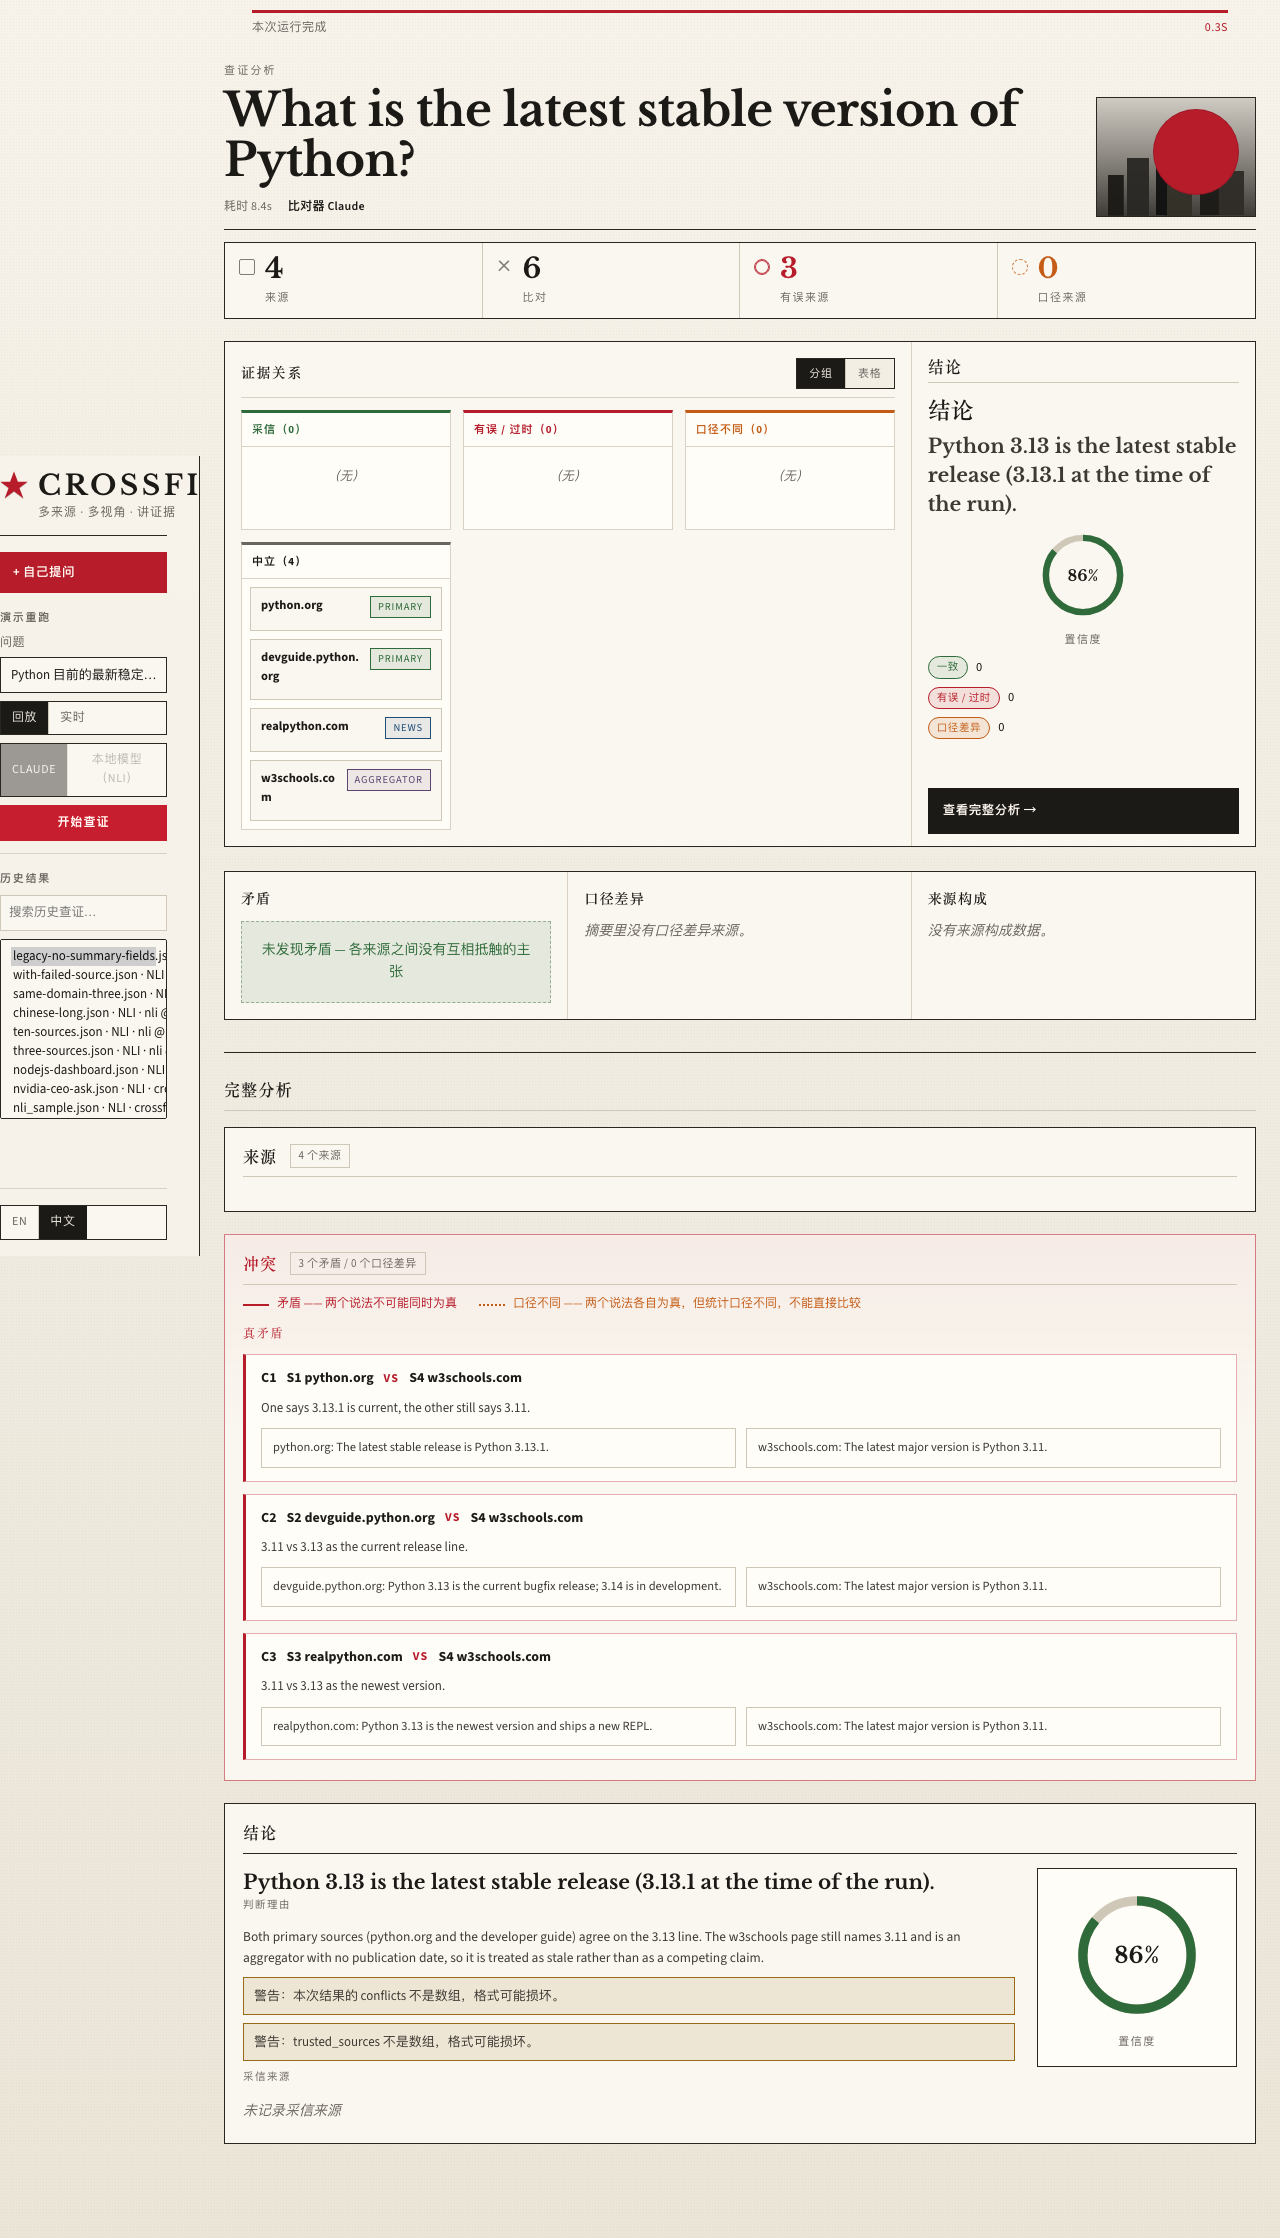 本次运行完成
0.3S
查证分析
What is the latest stable version of
Python?
耗时 8.4s 比对器 Claude
4
来源
6
比对
3
有误来源
0
口径来源
证据关系
分组 表格
采信（0）
（无）
有误 / 过时（0）
（无）
口径不同（0）
（无）
中立（4）
python.org PRIMARY
devguide.python.
org
PRIMARY
realpython.com NEWS
w3schools.co
m
AGGREGATOR
结论
结论
Python 3.13 is the latest stable
release (3.13.1 at the time of
the run).
86%
置信度
一致 0
有误 / 过时 0
口径差异 0
查看完整分析 →
CROSSFI
多来源 · 多视角 · 讲证据
+ 自己提问
演示重跑
问题
Python 目前的最新稳定…
回放 实时
CLAUDE
本地模型
（NLI）
开始查证
历史结果
搜索历史查证…
legacy-no-summary-fields.js
with-failed-source.json · NLI
same-domain-three.json · NL
chinese-long.json · NLI · nli @
ten-sources.json · NLI · nli @
three-sources.json · NLI · nli
nodejs-dashboard.json · NLI
nvidia-ceo-ask.json · NLI · cro
nli_sample.json · NLI · crossf
EN 中文
矛盾
未发现矛盾 — 各来源之间没有互相抵触的主
张
口径差异
摘要里没有口径差异来源。
来源构成
没有来源构成数据。
完整分析
来源 4 个来源
冲突 3 个矛盾 / 0 个口径差异
矛盾 —— 两个说法不可能同时为真 口径不同 —— 两个说法各自为真，但统计口径不同，不能直接比较
真矛盾
C1 S1 python.org VS S4 w3schools.com
One says 3.13.1 is current, the other still says 3.11.
python.org: The latest stable release is Python 3.13.1.
w3schools.com: The latest major version is Python 3.11.
C2 S2 devguide.python.org VS S4 w3schools.com
3.11 vs 3.13 as the current release line.
devguide.python.org: Python 3.13 is the current bugfix release; 3.14 is in development.
w3schools.com: The latest major version is Python 3.11.
C3 S3 realpython.com VS S4 w3schools.com
3.11 vs 3.13 as the newest version.
realpython.com: Python 3.13 is the newest version and ships a new REPL.
w3schools.com: The latest major version is Python 3.11.
结论
Python 3.13 is the latest stable release (3.13.1 at the time of the run).
判断理由
Both primary sources (python.org and the developer guide) agree on the 3.13 line. The w3schools page still names 3.11 and is an
aggregator with no publication date, so it is treated as stale rather than as a competing claim.
警告：本次结果的 conflicts 不是数组，格式可能损坏。
警告：trusted_sources 不是数组，格式可能损坏。
采信来源
未记录采信来源
86%
置信度